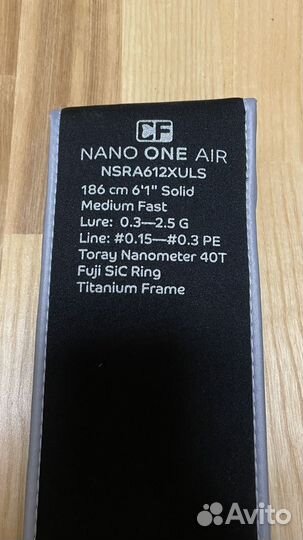 CF
NANO ONE AIR
NSRA612XULS
186 cm 6'1" Solid
Medium Fast
Lure: 0.3—2.5 G
Line: #0.15—#0.3 PE
Toray Nanometer 40T
Fuji SiC Ring
Titanium Frame
Avito